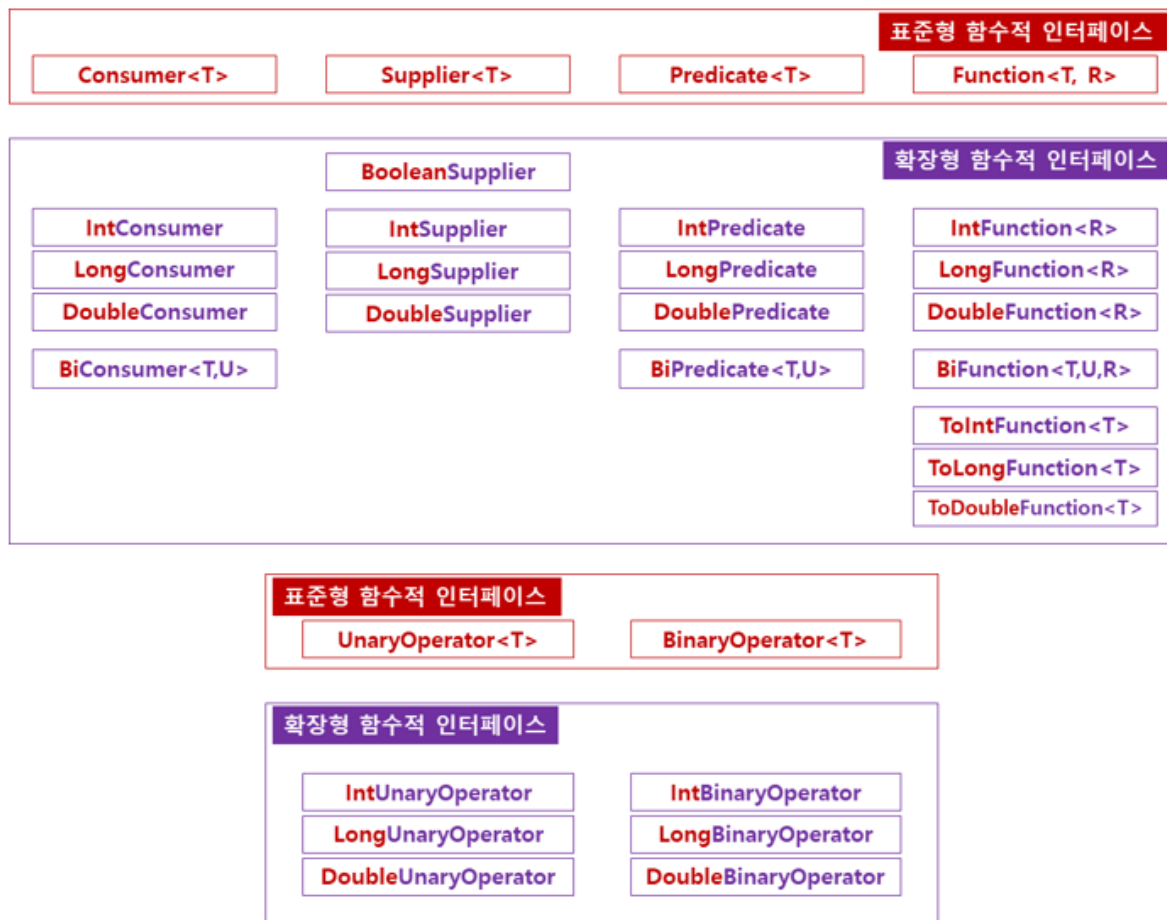 표준형 함수적 인터페이스
Consumer<T> Supplier<T> Predicate<T> Function<T, R>
확장형 함수적 인터페이스
BooleanSupplier
IntConsumer IntSupplier IntPredicate IntFunction<R>
LongConsumer LongSupplier LongPredicate LongFunction<R>
DoubleConsumer DoubleSupplier DoublePredicate DoubleFunction<R>
BiConsumer<T,U> BiPredicate<T,U> BiFunction<T,U,R>
ToIntFunction<T>
ToLongFunction<T>
ToDoubleFunction<T>
표준형 함수적 인터페이스
UnaryOperator<T> BinaryOperator<T>
확장형 함수적 인터페이스
IntUnaryOperator IntBinaryOperator
LongUnaryOperator LongBinaryOperator
DoubleUnaryOperator DoubleBinaryOperator